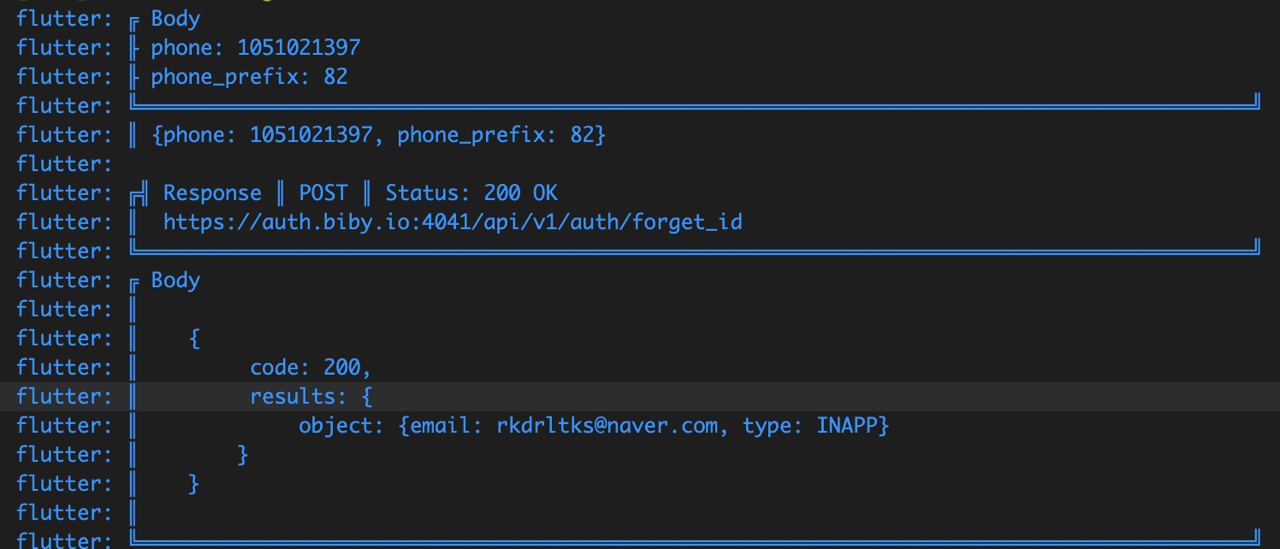 flutter: ╔ Body
flutter: ╟ phone: 1051021397
flutter: ╟ phone_prefix: 82
flutter: ╚══════════════════════════════════════════════════════════════════════════════════════════╝
flutter: ║ {phone: 1051021397, phone_prefix: 82}
flutter:
flutter: ╔╣ Response ║ POST ║ Status: 200 OK
flutter: ║  https://auth.biby.io:4041/api/v1/auth/forget_id
flutter: ╚══════════════════════════════════════════════════════════════════════════════════════════╝
flutter: ╔ Body
flutter: ║
flutter: ║    {
flutter: ║         code: 200,
flutter: ║         results: {
flutter: ║             object: {email: rkdrltks@naver.com, type: INAPP}
flutter: ║        }
flutter: ║    }
flutter: ║
flutter: ╚══════════════════════════════════════════════════════════════════════════════════════════╝